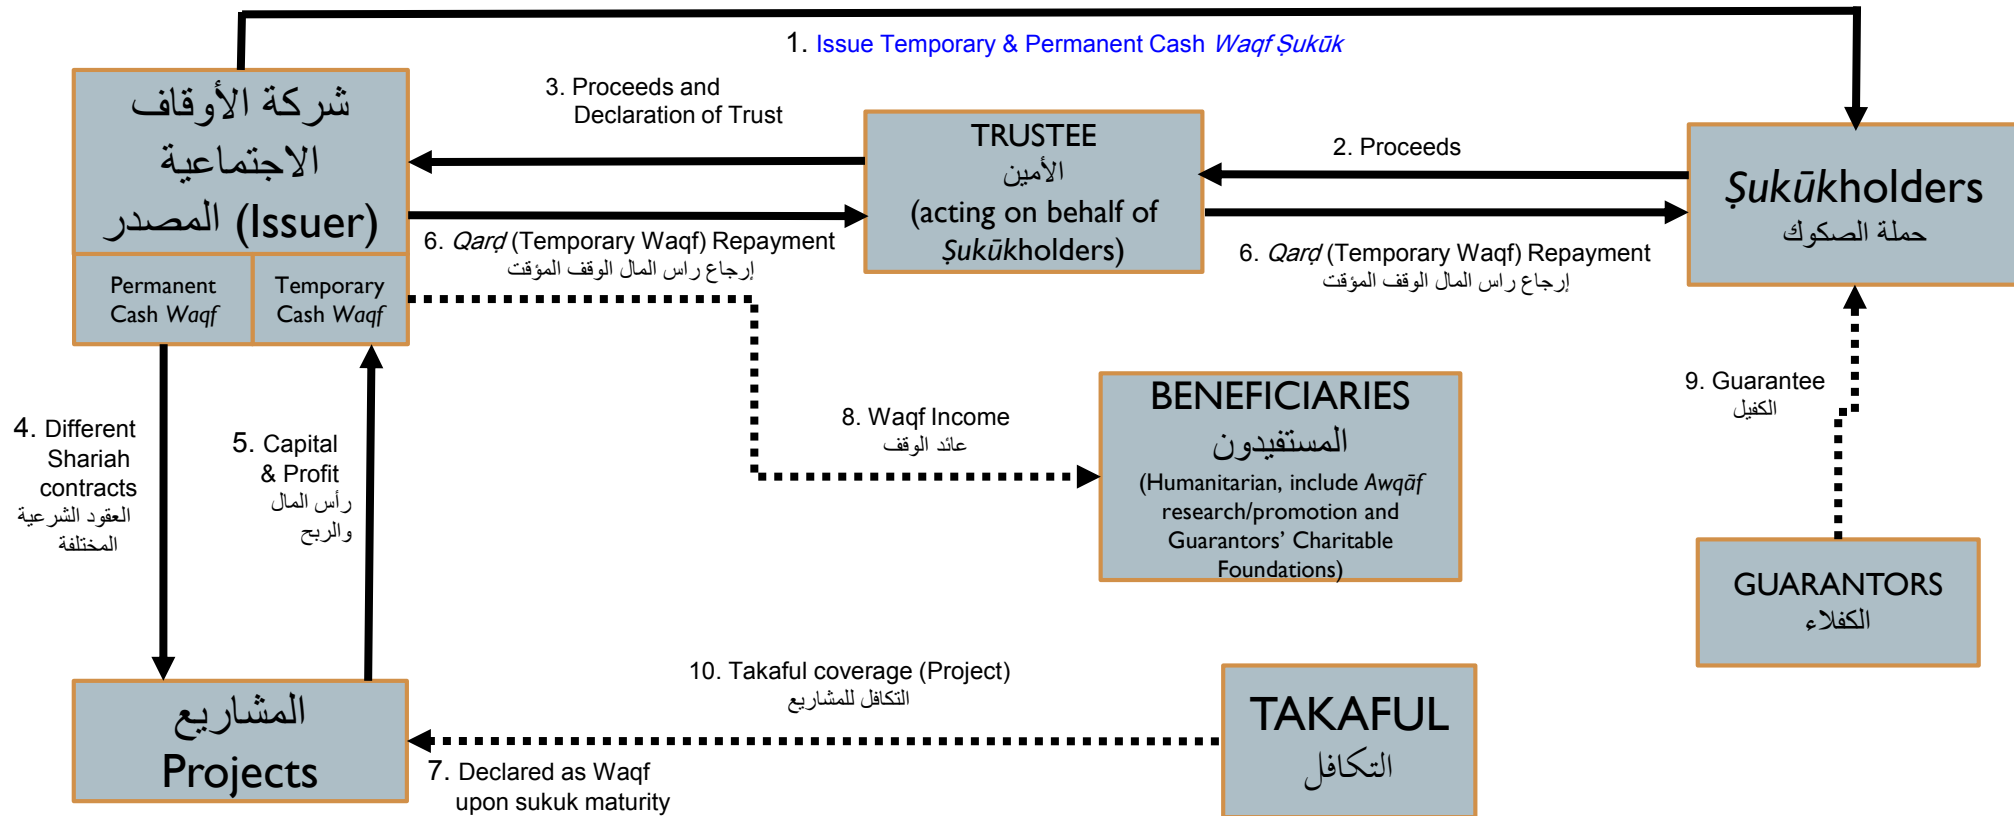 1. Issue Temporary & Permanent Cash Waqf Ṣukūk
شركة الأوقاف
الاجتماعية
المصدر (Issuer)
Permanent
Cash Waqf
Temporary
Cash Waqf
3. Proceeds and
Declaration of Trust
TRUSTEE
الأمين
(acting on behalf of
Ṣukūkholders)
2. Proceeds
Ṣukūkholders
حملة الصكوك
6. Qarḍ (Temporary Waqf) Repayment
إرجاع راس المال الوقف المؤقت
6. Qarḍ (Temporary Waqf) Repayment
إرجاع راس المال الوقف المؤقت
4. Different
Shariah
contracts
العقود الشرعية
المختلفة
5. Capital
& Profit
رأس المال
والربح
8. Waqf Income
عائد الوقف
BENEFICIARIES
المستفيدون
(Humanitarian, include Awqāf
research/promotion and
Guarantors’ Charitable
Foundations)
9. Guarantee
الكفيل
GUARANTORS
الكفلاء
المشاريع
Projects
10. Takaful coverage (Project)
التكافل للمشاريع
7. Declared as Waqf
upon sukuk maturity
TAKAFUL
التكافل